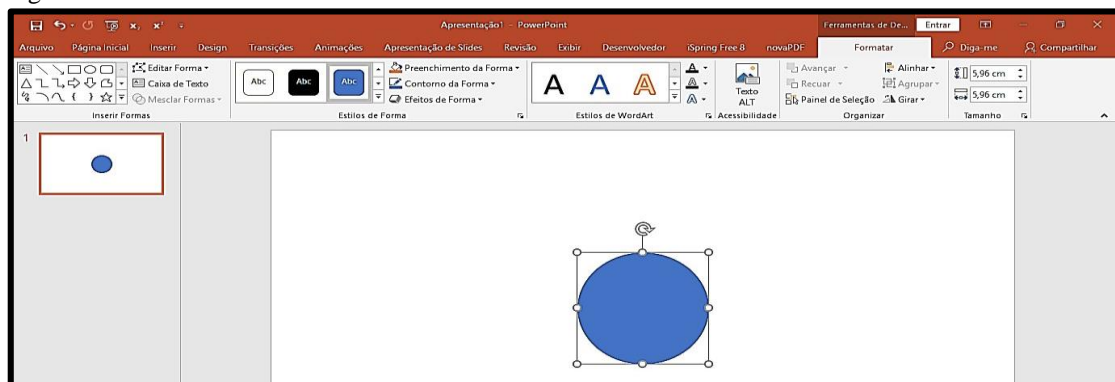 Apresentação1 - PowerPoint
Ferramentas de De...
Entrar
Arquivo Página Inicial Inserir Design Transições Animações Apresentação de Slides Revisão Exibir Desenvolvedor iSpring Free 8 novaPDF Formatar Diga-me Compartilhar
Editar Forma
Caixa de Texto
Mesclar Formas
Inserir Formas
Abc Abc Abc
Preenchimento da Forma
Contorno da Forma
Efeitos de Forma
Estilos de Forma
A A A
Estilos de WordArt
Texto
ALT
Acessibilidade
Avançar
Recuar
Painel de Seleção
Alinhar
Agrupar
Girar
Organizar
5,96 cm
5,96 cm
Tamanho
1